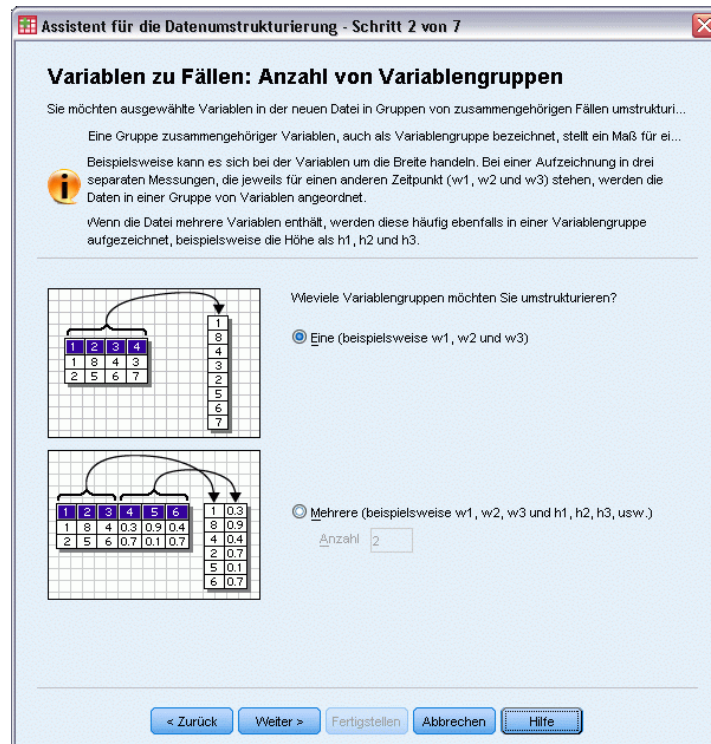 Assistent für die Datenumstrukturierung - Schritt 2 von 7
Variablen zu Fällen: Anzahl von Variablengruppen
Sie möchten ausgewählte Variablen in der neuen Datei in Gruppen von zusammengehörigen Fällen umstrukturi...
Eine Gruppe zusammengehöriger Variablen, auch als Variablengruppe bezeichnet, stellt ein Maß für ei...
Beispielsweise kann es sich bei der Variablen um die Breite handeln. Bei einer Aufzeichnung in drei
separaten Messungen, die jeweils für einen anderen Zeitpunkt (w1, w2 und w3) stehen, werden die
Daten in einer Gruppe von Variablen angeordnet.
Wenn die Datei mehrere Variablen enthält, werden diese häufig ebenfalls in einer Variablengruppe
aufgezeichnet, beispielsweise die Höhe als h1, h2 und h3.
Wieviele Variablengruppen möchten Sie umstrukturieren?
1 2 3 4
1 8 4 3
2 5 6 7
1
8
4
3
2
5
6
7
Eine (beispielsweise w1, w2 und w3)
1 2 3 4 5 6
1 8 4 0.3 0.9 0.4
2 5 6 0.7 0.1 0.7
1 0.3
8 0.9
4 0.4
2 0.7
5 0.1
6 0.7
Mehrere (beispielsweise w1, w2, w3 und h1, h2, h3, usw.)
Anzahl 2
< Zurück Weiter > Fertigstellen Abbrechen Hilfe